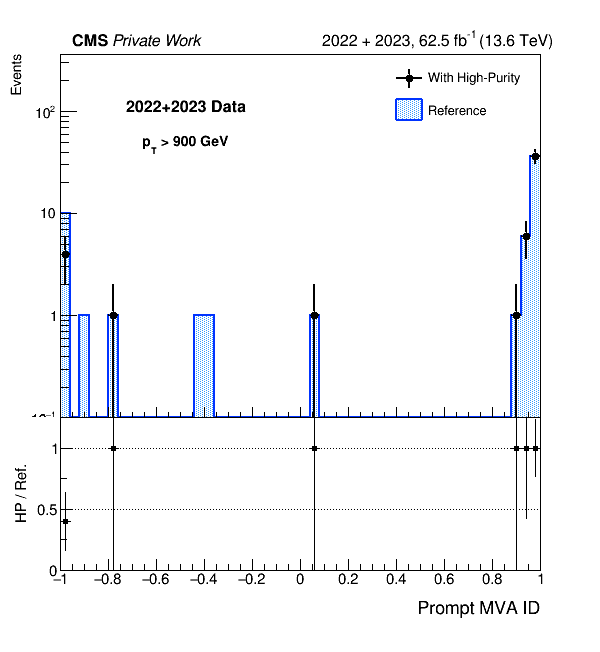 CMS Private Work 2022 + 2023, 62.5 fb-1 (13.6 TeV)
Events
With High-Purity
Reference
2022+2023 Data
pT > 900 GeV
10²
10
1
10⁻¹
HP / Ref.
1
0.5
0
−1 −0.8 −0.6 −0.4 −0.2 0 0.2 0.4 0.6 0.8 1
Prompt MVA ID